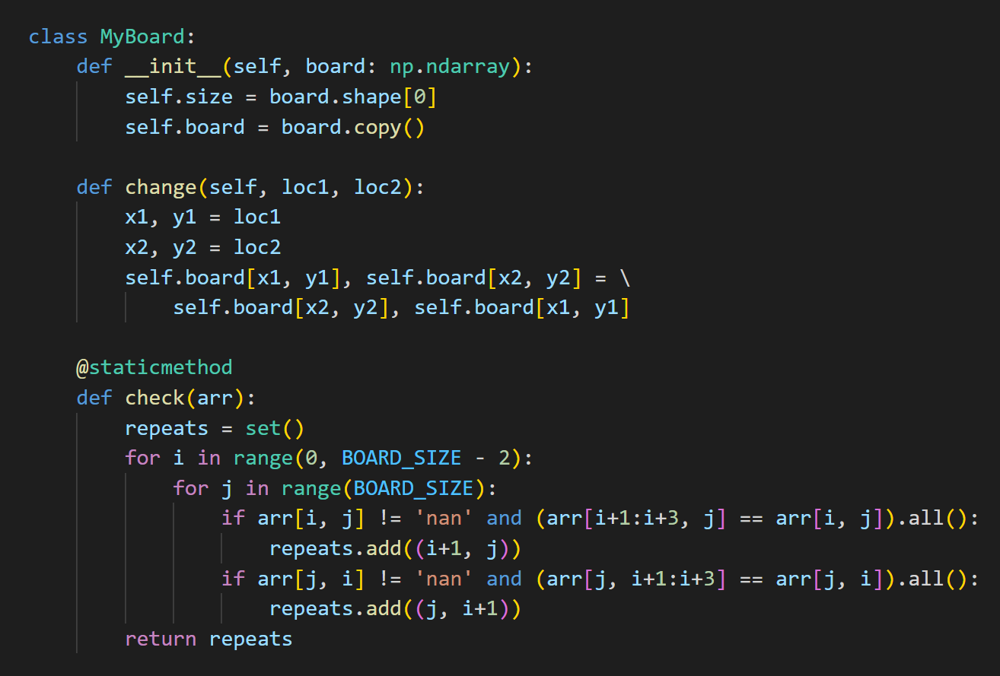 class MyBoard:
    def __init__(self, board: np.ndarray):
        self.size = board.shape[0]
        self.board = board.copy()

    def change(self, loc1, loc2):
        x1, y1 = loc1
        x2, y2 = loc2
        self.board[x1, y1], self.board[x2, y2] = \
            self.board[x2, y2], self.board[x1, y1]

    @staticmethod
    def check(arr):
        repeats = set()
        for i in range(0, BOARD_SIZE - 2):
            for j in range(BOARD_SIZE):
                if arr[i, j] != 'nan' and (arr[i+1:i+3, j] == arr[i, j]).all():
                    repeats.add((i+1, j))
                if arr[j, i] != 'nan' and (arr[j, i+1:i+3] == arr[j, i]).all():
                    repeats.add((j, i+1))
        return repeats